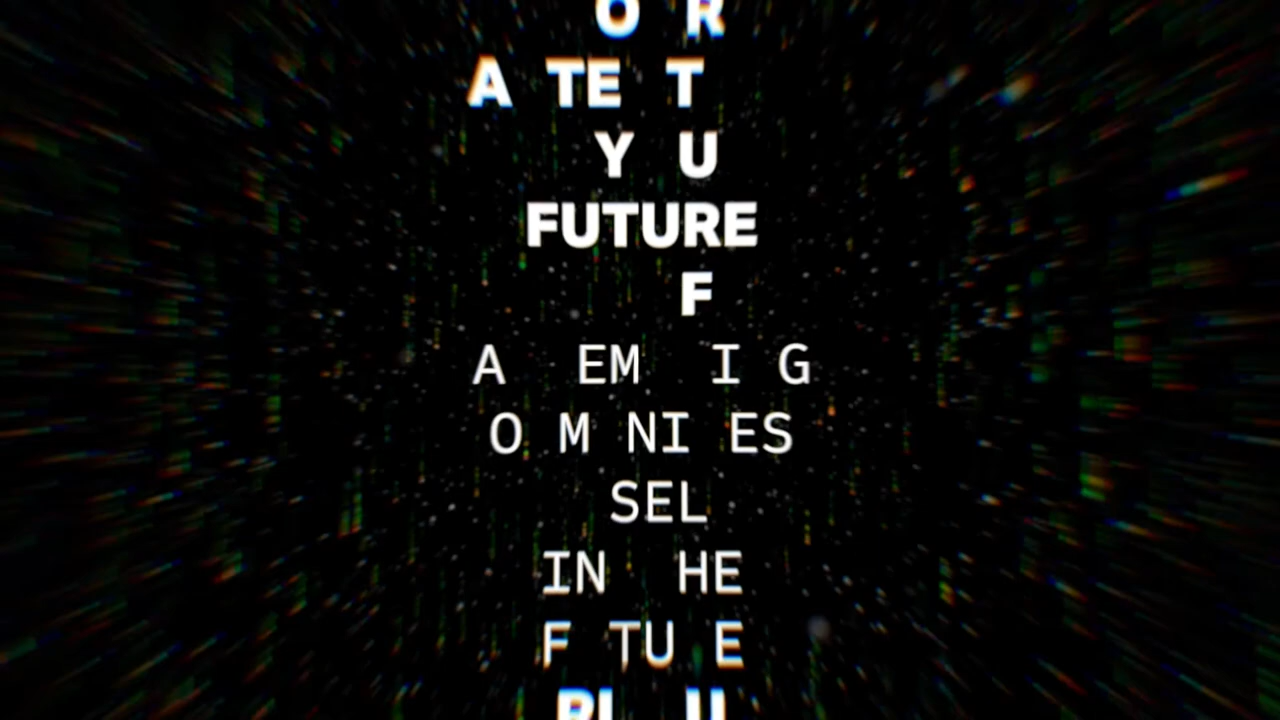 O R
A TE T
Y U
FUTURE
F
A EM I G
O M NI ES
SEL
IN HE
F TU E